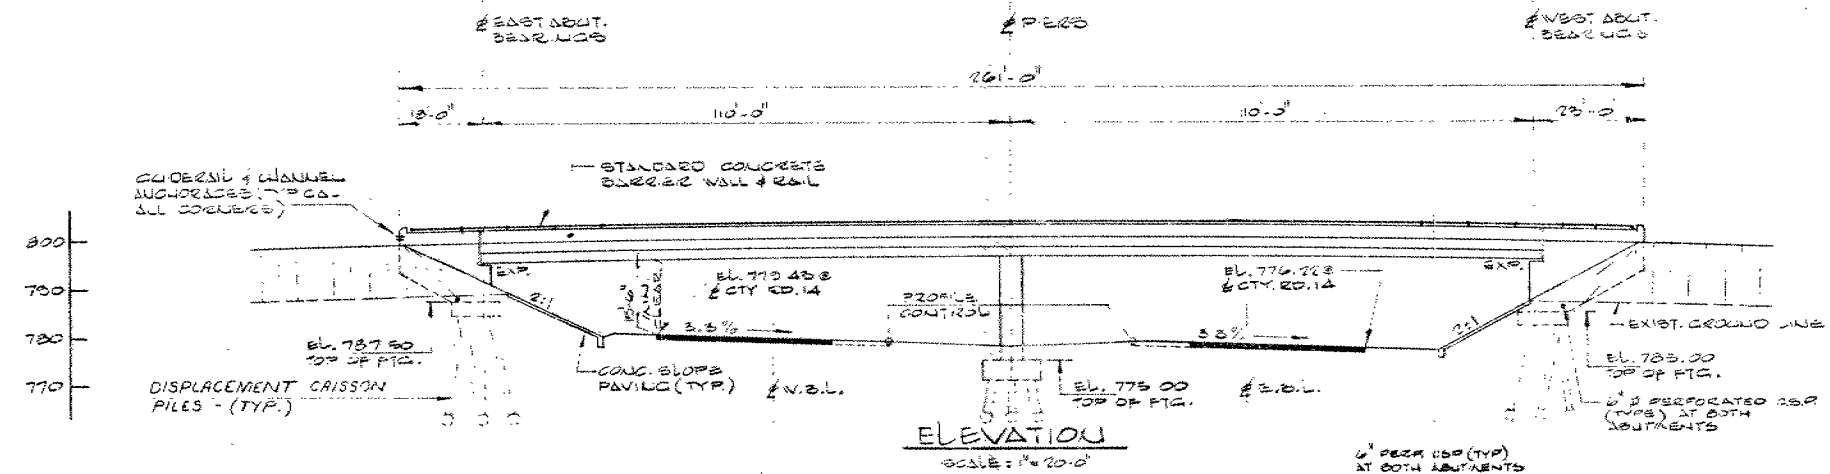 ℄ EAST ABUT.
BEARINGS
℄ PIERS
℄ WEST ABUT.
BEARINGS
261'-0"
18'-0"
110'-0"
110'-0"
23'-0"
GUIDERAIL & CHANNEL
ANCHORAGES (TYP
ALL CORNERS)
STANDARD CONCRETE
BARRIER WALL & RAIL
800
790
780
770
EXP.
2:1
CLEAR
EL. 779.43@
℄ CTY RD. 14
PROFILE
CONTROL
EL. 776.22@
℄ CTY. RD. 14
EXP.
3.3%
3.3%
2:1
EXIST. GROUND LINE
EL. 787.50
TOP OF FTG.
CONC. SLOPE
PAVING (TYP.)
℄ W.B.L.
EL. 775.00
TOP OF FTG.
℄ E.B.L.
EL. 785.00
TOP OF FTG.
DISPLACEMENT CAISSON
PILES - (TYP.)
6" Ø PERFORATED C.S.P.
(TYPE) AT BOTH
ABUTMENTS
ELEVATION
SCALE: 1"=20'-0"
6" PERF. CSP (TYP)
AT BOTH ABUTMENTS